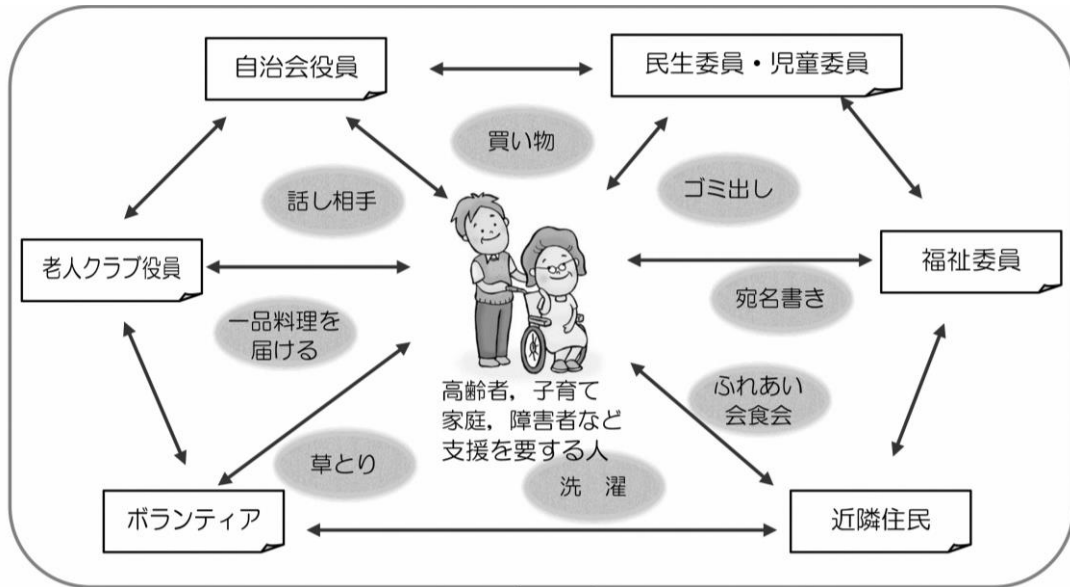 自治会役員
民生委員・児童委員
買い物
話し相手
ゴミ出し
老人クラブ役員
福祉委員
宛名書き
一品料理を
届ける
高齢者，子育て
家庭，障害者など
支援を要する人
ふれあい
会食会
草とり
洗　濯
ボランティア
近隣住民